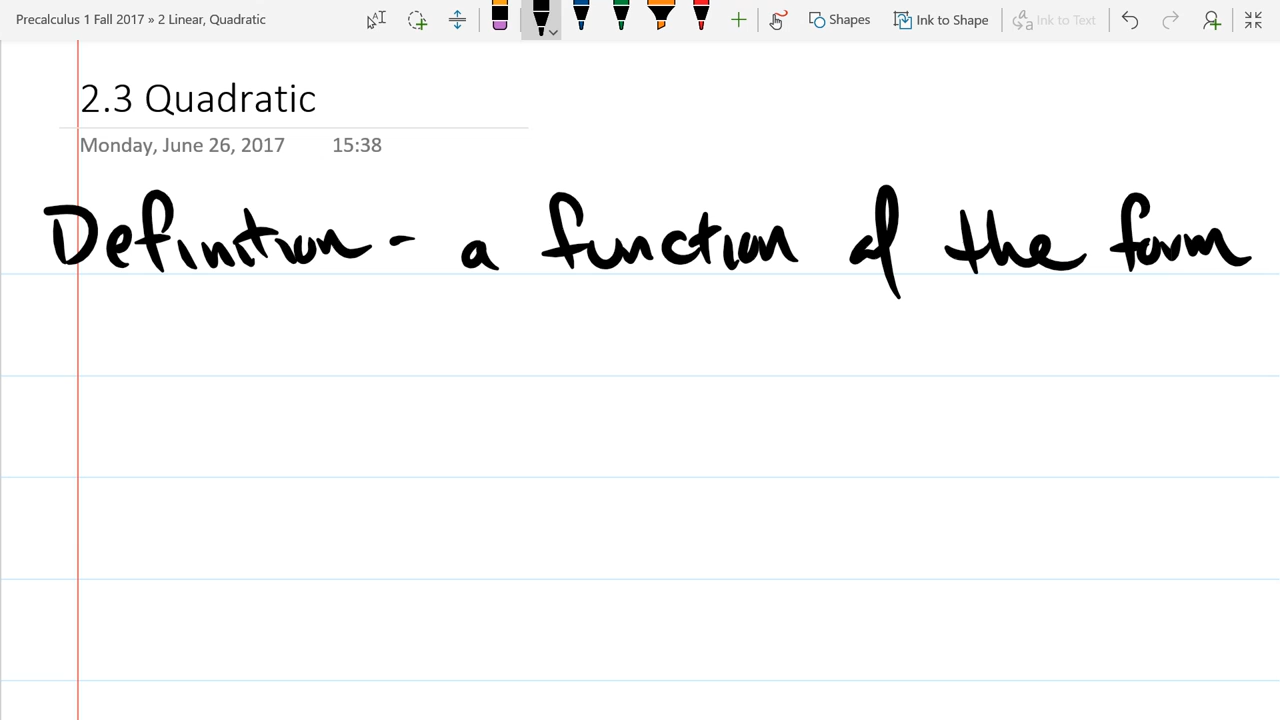 Precalculus 1 Fall 2017 » 2 Linear, Quadratic
Shapes
Ink to Shape
Ink to Text
2.3 Quadratic
Monday, June 26, 2017 15:38
Definition - a function of the form